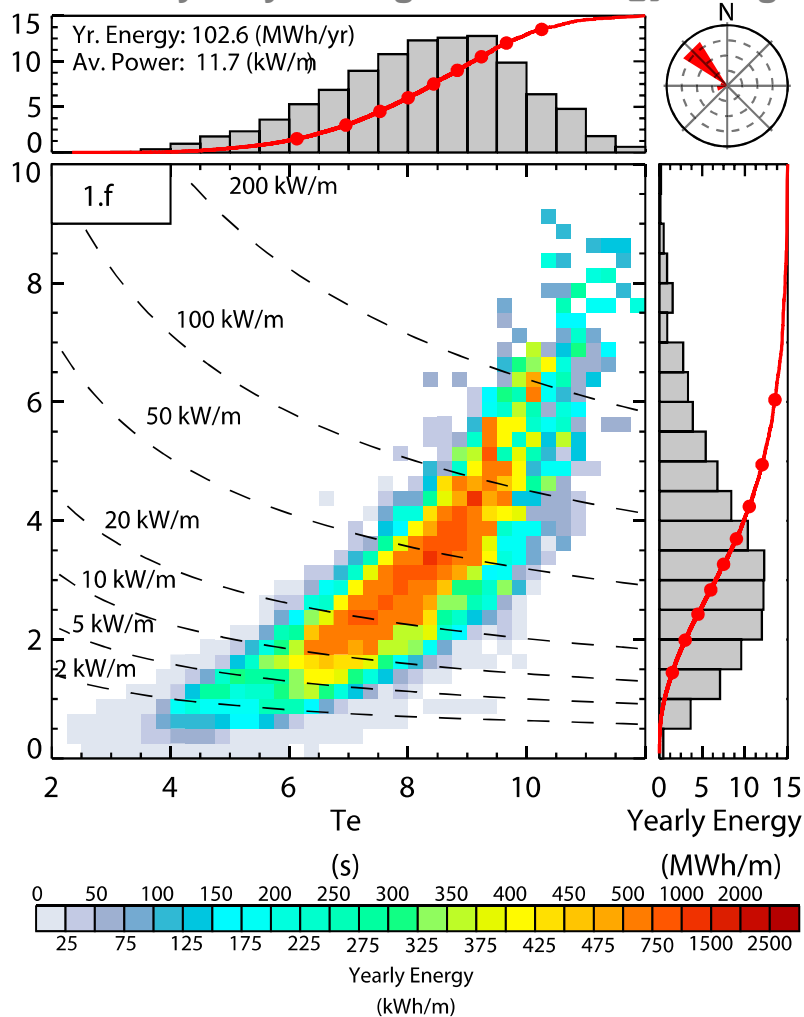 15
10
5
0
Yr. Energy: 102.6 (MWh/yr)
Av. Power: 11.7 (kW/m)
N
10
8
6
4
2
0
1.f
200 kW/m
100 kW/m
50 kW/m
20 kW/m
10 kW/m
5 kW/m
2 kW/m
2 4 6 8 10
0 5 10 15
Te
Yearly Energy
(s)
(MWh/m)
0 50 100 150 200 250 300 350 400 450 500 1000 2000
25 75 125 175 225 275 325 375 425 475 750 1500 2500
Yearly Energy
(kWh/m)